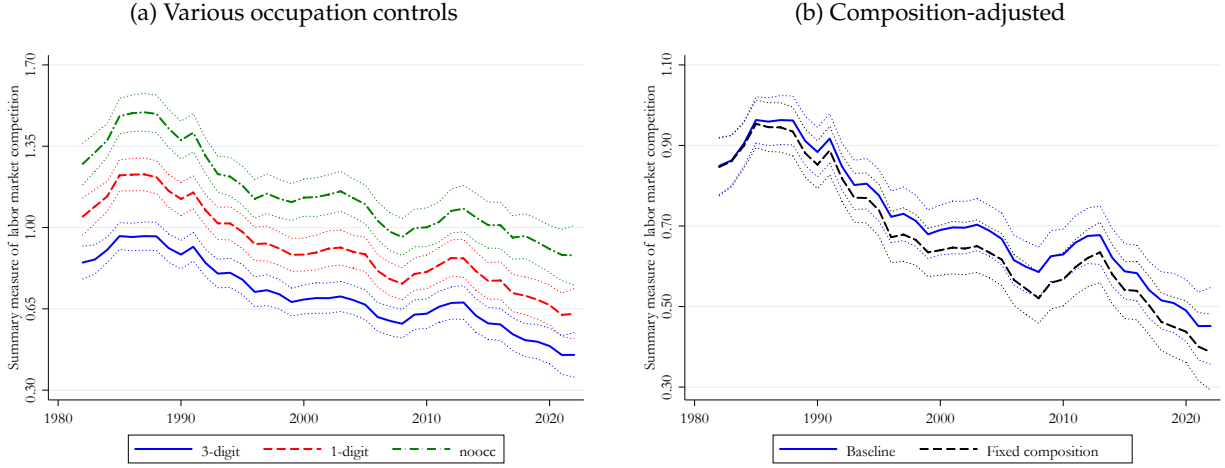 (a) Various occupation controls
Summary measure of labor market competition
1.70
1.35
1.00
0.65
0.30
1980
1990
2000
2010
2020
3-digit
1-digit
noocc
(b) Composition-adjusted
Summary measure of labor market competition
1.10
0.90
0.70
0.50
0.30
1980
1990
2000
2010
2020
Baseline
Fixed composition